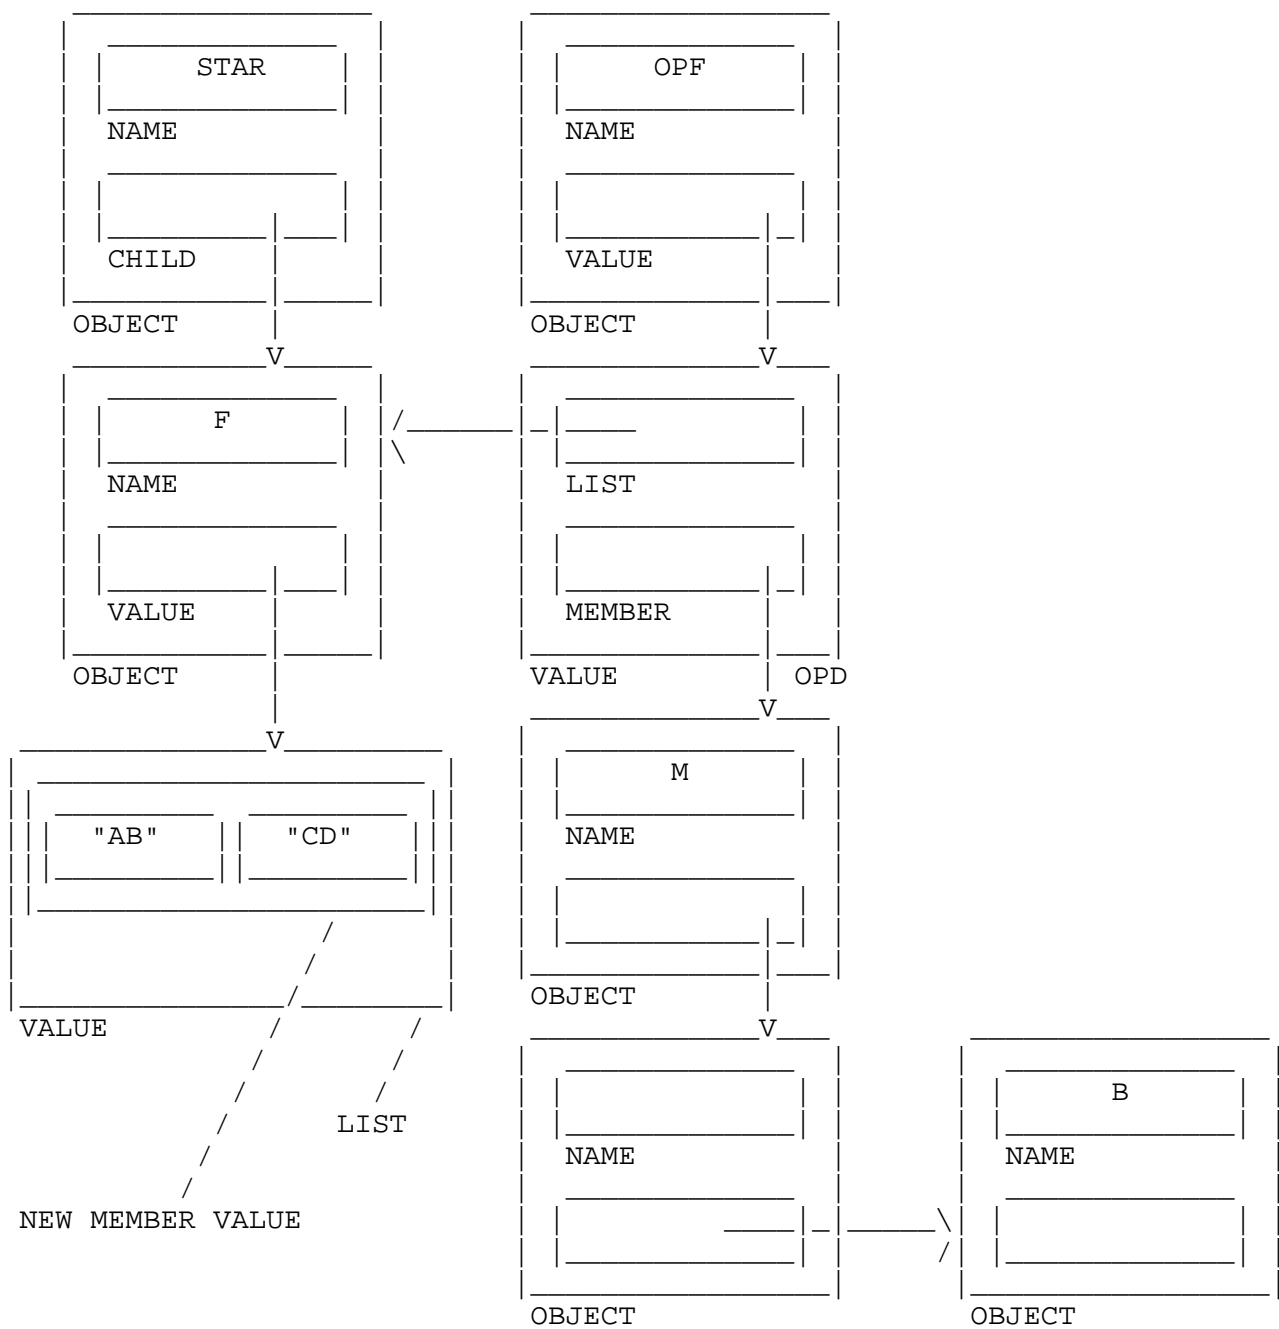 STAR OPF
NAME NAME
CHILD VALUE
OBJECT OBJECT
V V
F
NAME LIST
VALUE MEMBER
OBJECT VALUE OPD
V
V
M
"AB" "CD" NAME
OBJECT
VALUE V
B
LIST
NAME NAME
NEW MEMBER VALUE
OBJECT OBJECT